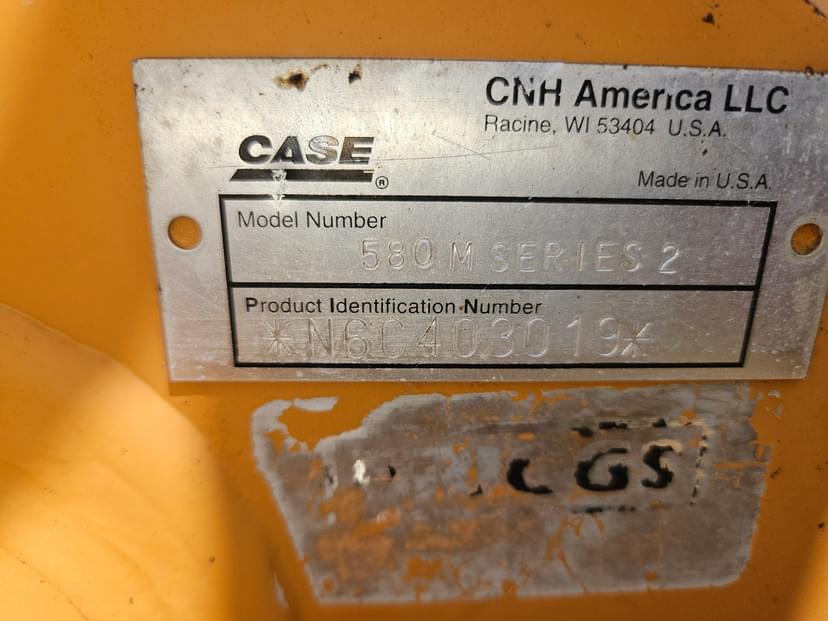 CNH America LLC
Racine, WI 53404 U.S.A.
CASE®
Made in U.S.A.
Model Number
580 M SERIES 2
Product Identification Number
*N6C403019*